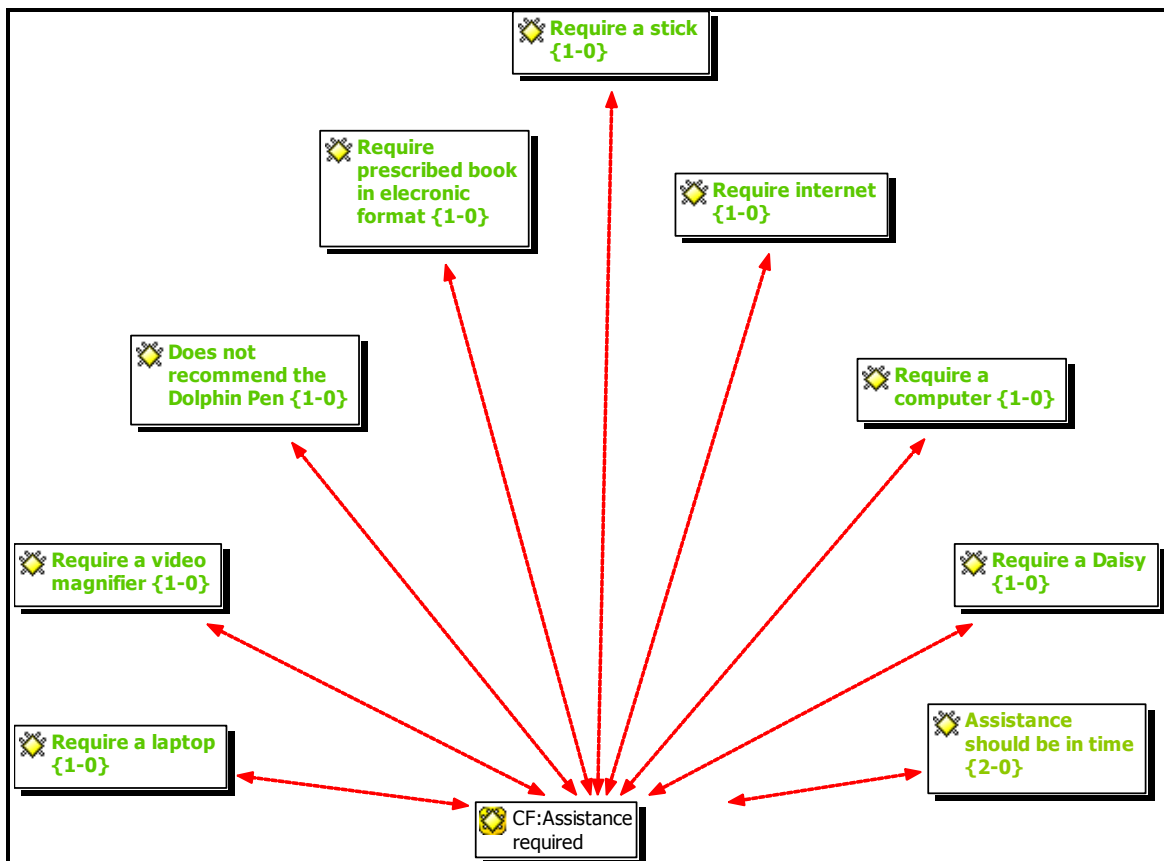 Require a stick
{1-0}
Require
prescribed book
in elecronic
format {1-0}
Require internet
{1-0}
Does not
recommend the
Dolphin Pen {1-0}
Require a
computer {1-0}
Require a video
magnifier {1-0}
Require a Daisy
{1-0}
Require a laptop
{1-0}
Assistance
should be in time
{2-0}
CF:Assistance
required